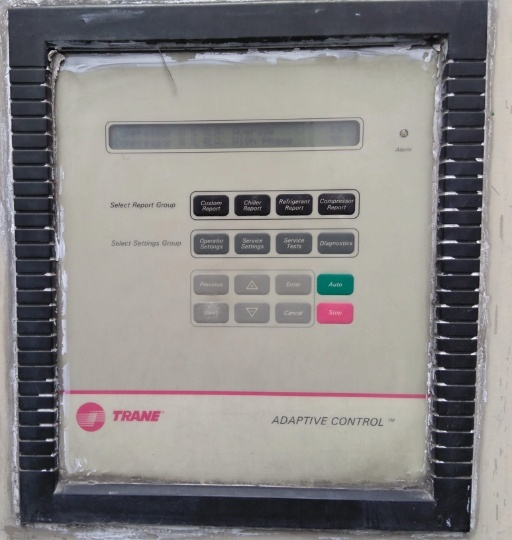 Alarm
Select Report Group
Custom Report
Chiller Report
Refrigerant Report
Compressor Report
Select Settings Group
Operator Settings
Service Settings
Service Tests
Diagnostics
Previous
Enter
Auto
Next
Cancel
Stop
TRANE
ADAPTIVE CONTROL ™